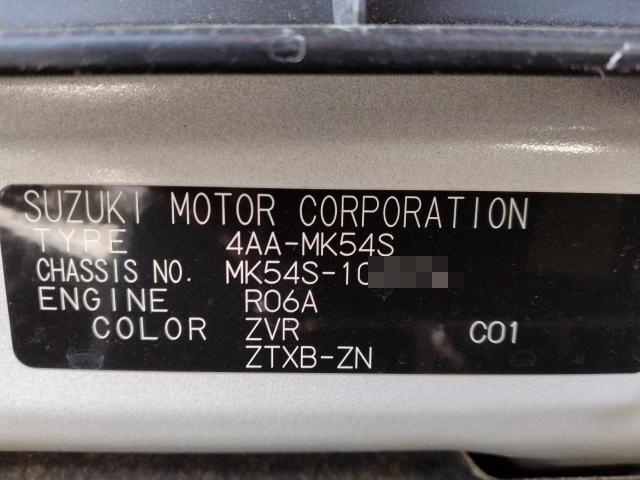 SUZUKI MOTOR CORPORATION
TYPE 4AA-MK54S
CHASSIS NO. MK54S-10
ENGINE R06A
COLOR ZVR C01
ZTXB-ZN